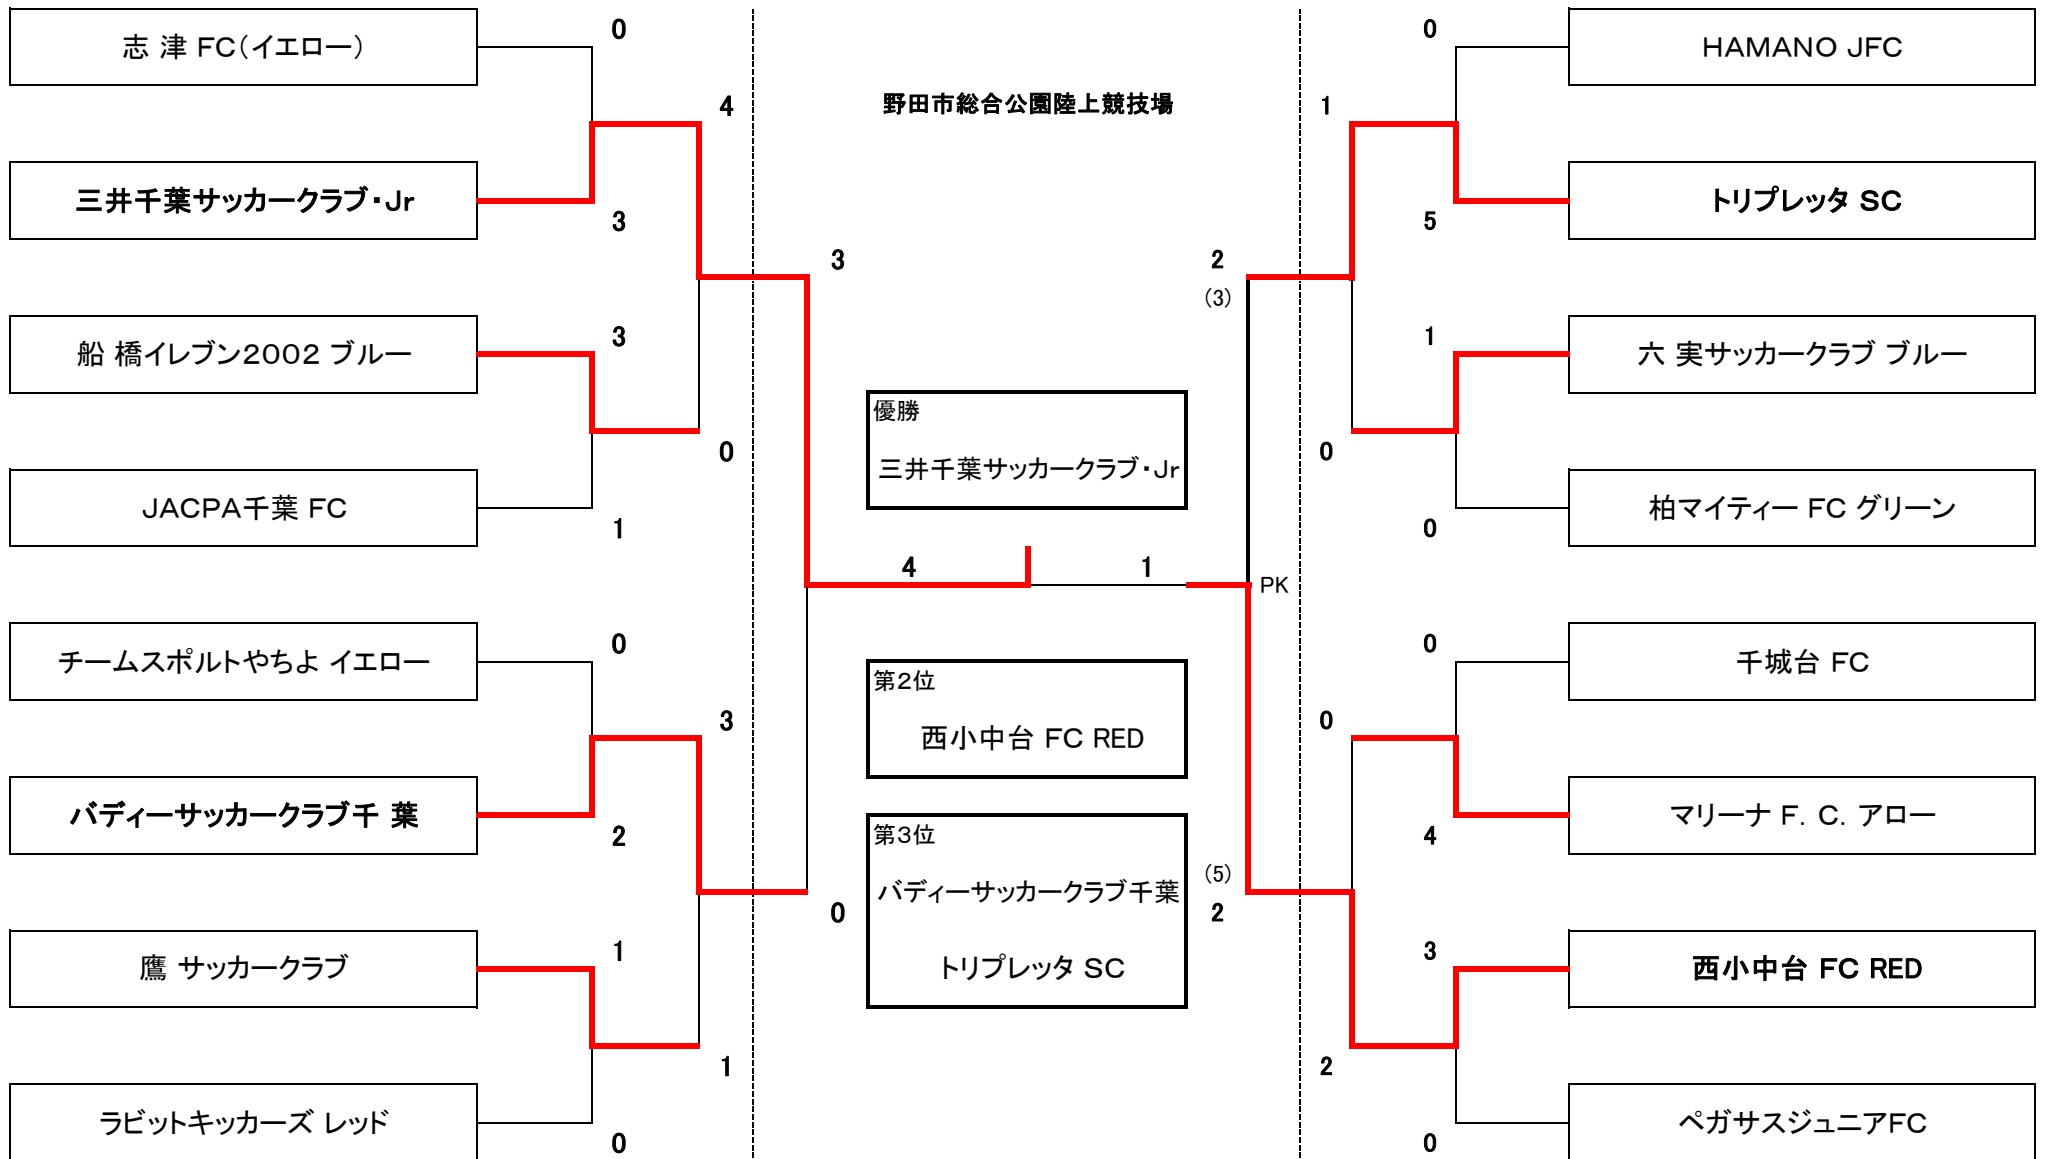 志 津 FC（イエロー）
0
4
三井千葉サッカークラブ・Jr
3
3
船 橋イレブン2002 ブルー
3
0
JACPA千葉 FC
1
チームスポルトやちよ イエロー
0
3
バディーサッカークラブ千 葉
2
0
鷹 サッカークラブ
1
1
ラビットキッカーズ レッド
0
野田市総合公園陸上競技場
優勝
三井千葉サッカークラブ・Jr
4
1
PK
第2位
西小中台 FC RED
第3位
バディーサッカークラブ千葉
トリプレッタ SC
0
HAMANO JFC
1
5
トリプレッタ SC
2
(3)
1
六 実サッカークラブ ブルー
0
0
柏マイティー FC グリーン
0
千城台 FC
0
4
マリーナ F. C. アロー
(5)
2
3
西小中台 FC RED
2
0
ペガサスジュニアFC